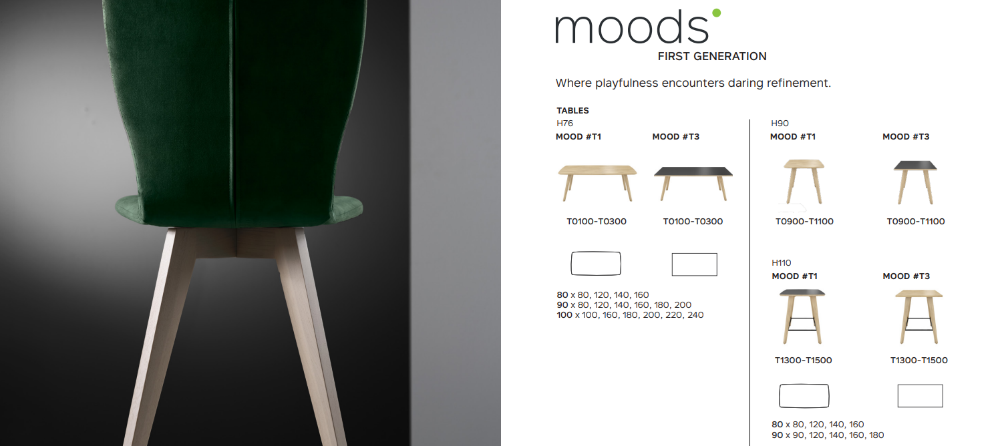 moods
FIRST GENERATION
Where playfulness encounters daring refinement.
TABLES
H76
MOOD #T1 MOOD #T3
T0100-T0300 T0100-T0300
80 x 80, 120, 140, 160
90 x 80, 120, 140, 160, 180, 200
100 x 100, 160, 180, 200, 220, 240
H90
MOOD #T1 MOOD #T3
T0900-T1100 T0900-T1100
H110
MOOD #T1 MOOD #T3
T1300-T1500 T1300-T1500
80 x 80, 120, 140, 160
90 x 90, 120, 140, 160, 180